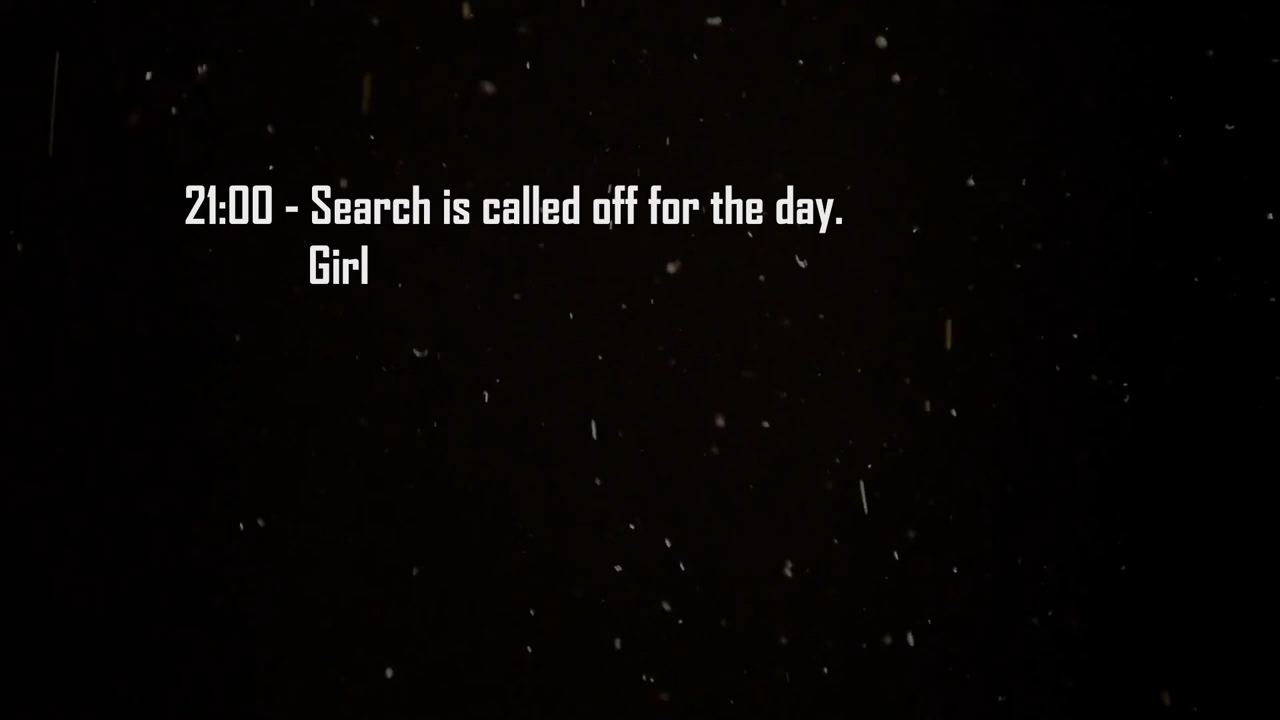 21:00 - Search is called off for the day.
Girl